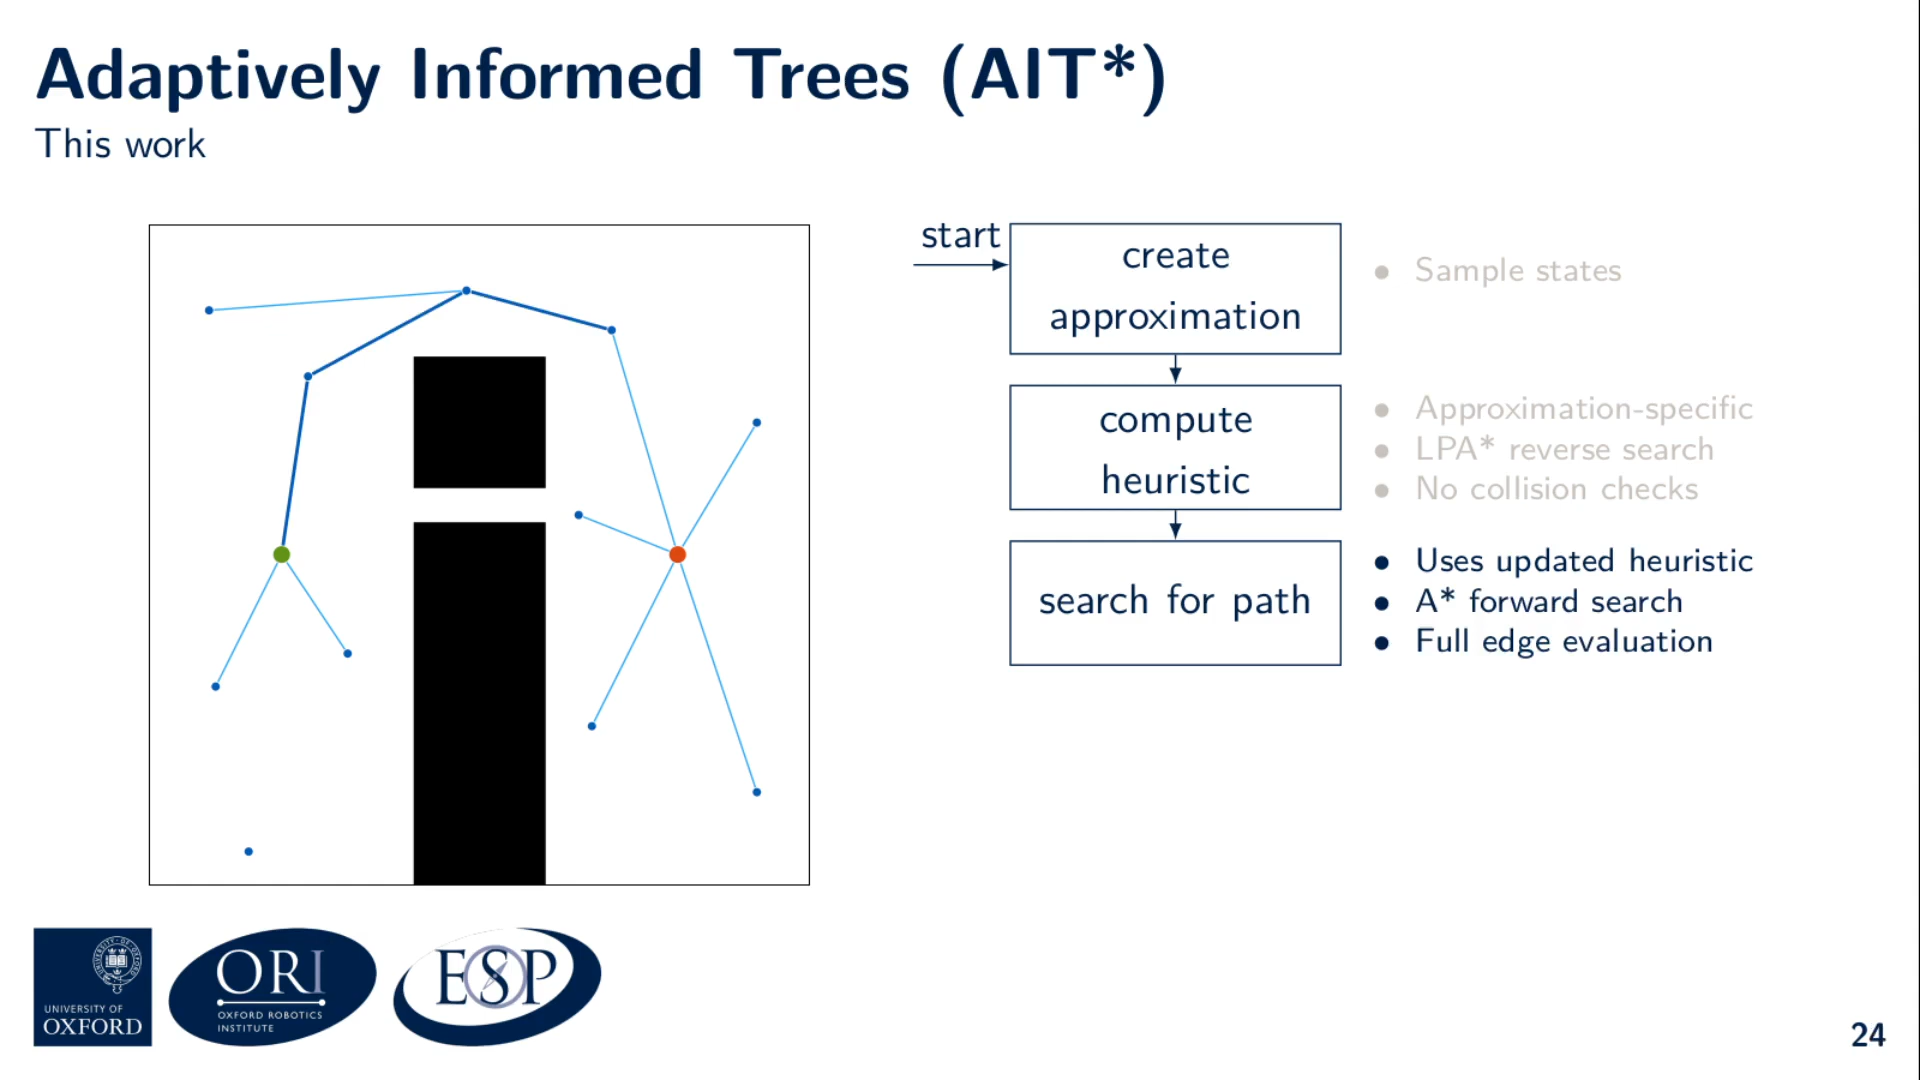 Adaptively Informed Trees (AIT*)
This work
start
create
approximation
• Sample states
compute
heuristic
• Approximation-specific
• LPA* reverse search
• No collision checks
search for path
• Uses updated heuristic
• A* forward search
• Full edge evaluation
UNIVERSITY OF
OXFORD
ORI
OXFORD ROBOTICS
INSTITUTE
ESP
24